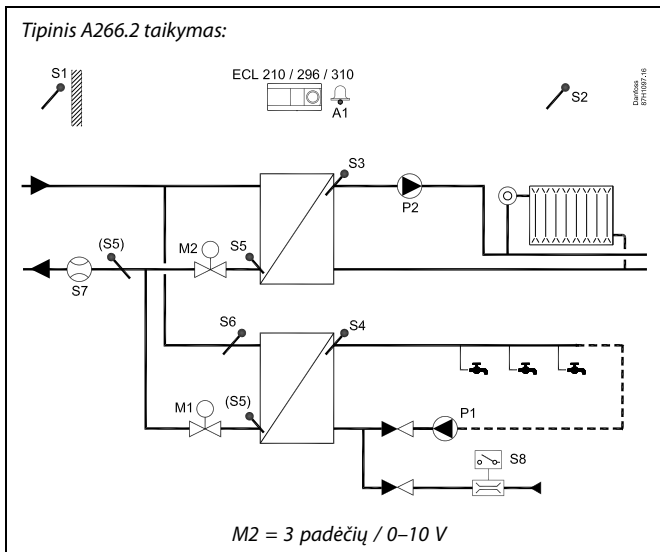 Tipinis A266.2 taikymas:
S1
ECL 210 / 296 / 310
A1
S2
Danfoss
87H1097.16
S3
P2
(S5)
M2
S5
S7
S6
S4
M1
(S5)
P1
S8
M2 = 3 padėčių / 0–10 V